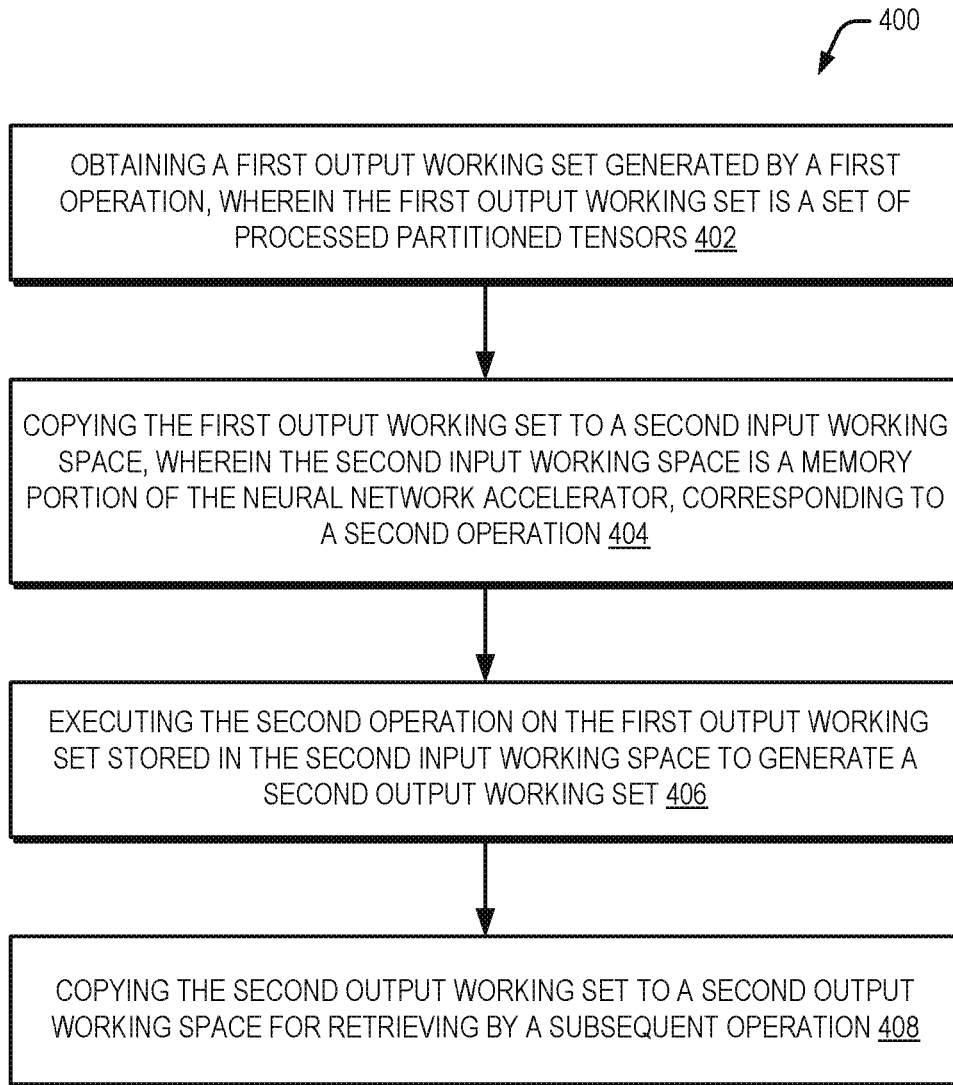 400
OBTAINING A FIRST OUTPUT WORKING SET GENERATED BY A FIRST
OPERATION, WHEREIN THE FIRST OUTPUT WORKING SET IS A SET OF
PROCESSED PARTITIONED TENSORS 402
COPYING THE FIRST OUTPUT WORKING SET TO A SECOND INPUT WORKING
SPACE, WHEREIN THE SECOND INPUT WORKING SPACE IS A MEMORY
PORTION OF THE NEURAL NETWORK ACCELERATOR, CORRESPONDING TO
A SECOND OPERATION 404
EXECUTING THE SECOND OPERATION ON THE FIRST OUTPUT WORKING
SET STORED IN THE SECOND INPUT WORKING SPACE TO GENERATE A
SECOND OUTPUT WORKING SET 406
COPYING THE SECOND OUTPUT WORKING SET TO A SECOND OUTPUT
WORKING SPACE FOR RETRIEVING BY A SUBSEQUENT OPERATION 408